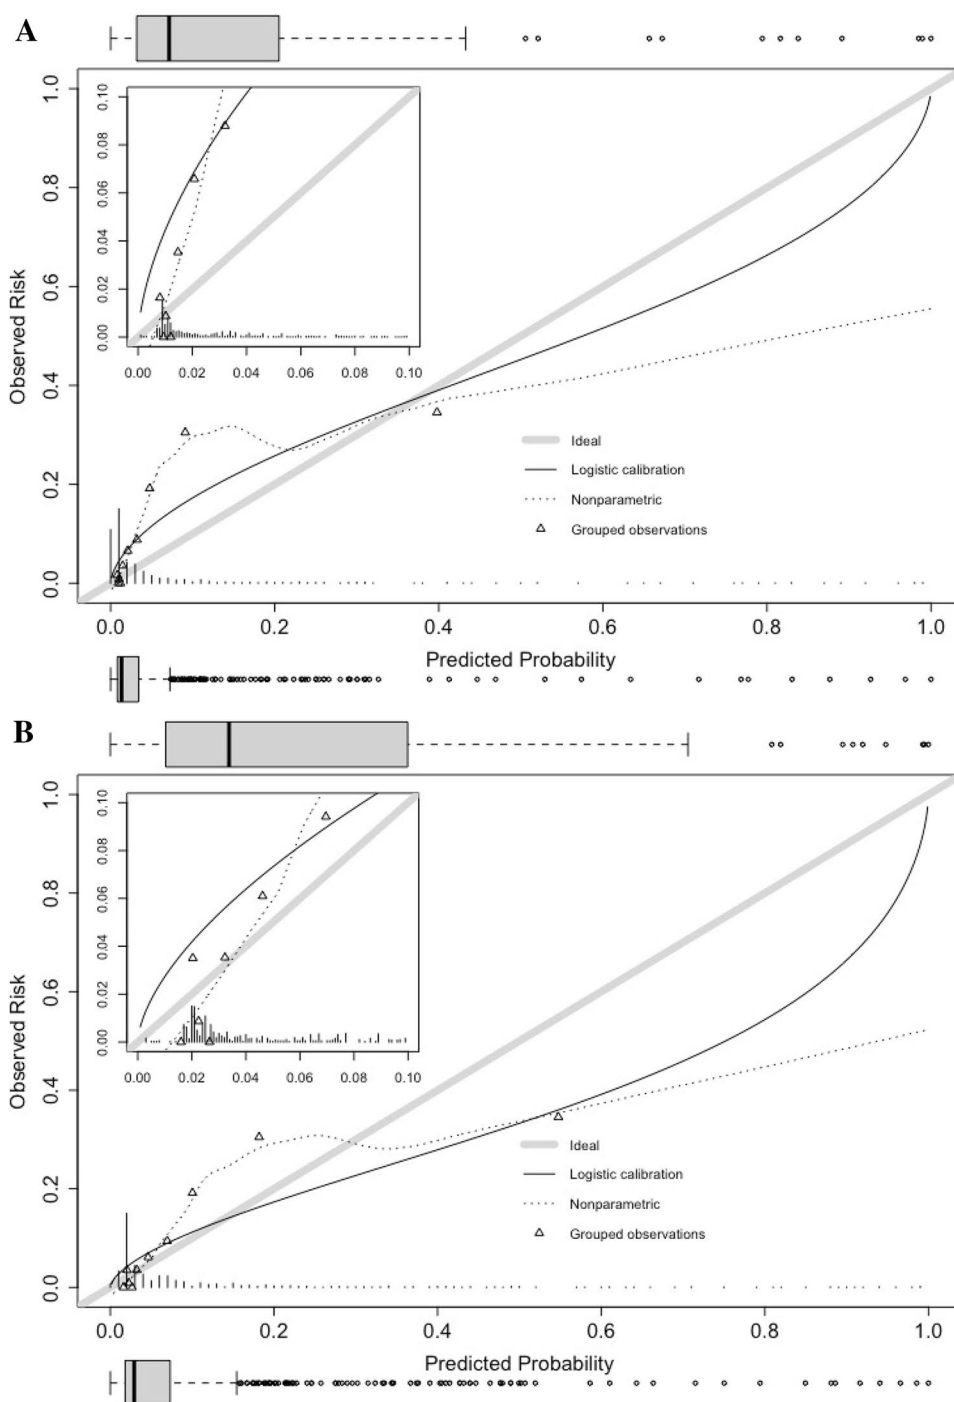 A
1.0
0.8
0.6
0.4
0.2
0.0
Observed Risk
0.10
0.08
0.06
0.04
0.02
0.00
0.00 0.02 0.04 0.06 0.08 0.10
Ideal
Logistic calibration
Nonparametric
Grouped observations
0.0 0.2 0.4 0.6 0.8 1.0
Predicted Probability
B
1.0
0.8
0.6
0.4
0.2
0.0
Observed Risk
0.10
0.08
0.06
0.04
0.02
0.00
0.00 0.02 0.04 0.06 0.08 0.10
Ideal
Logistic calibration
Nonparametric
Grouped observations
0.0 0.2 0.4 0.6 0.8 1.0
Predicted Probability